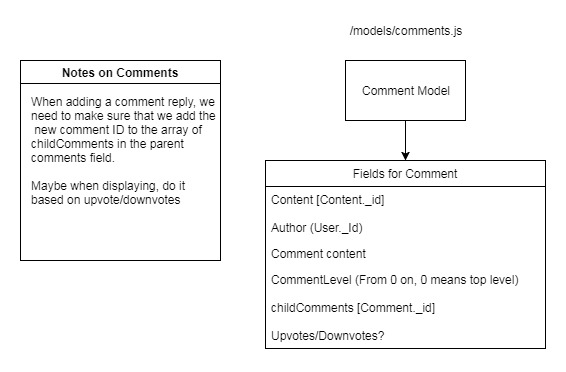 /models/comments.js
Notes on Comments
When adding a comment reply, we
need to make sure that we add the
new comment ID to the array of
childComments in the parent
comments field.
Maybe when displaying, do it
based on upvote/downvotes
Comment Model
Fields for Comment
Content [Content._id]
Author (User._Id)
Comment content
CommentLevel (From 0 on, 0 means top level)
childComments [Comment._id]
Upvotes/Downvotes?